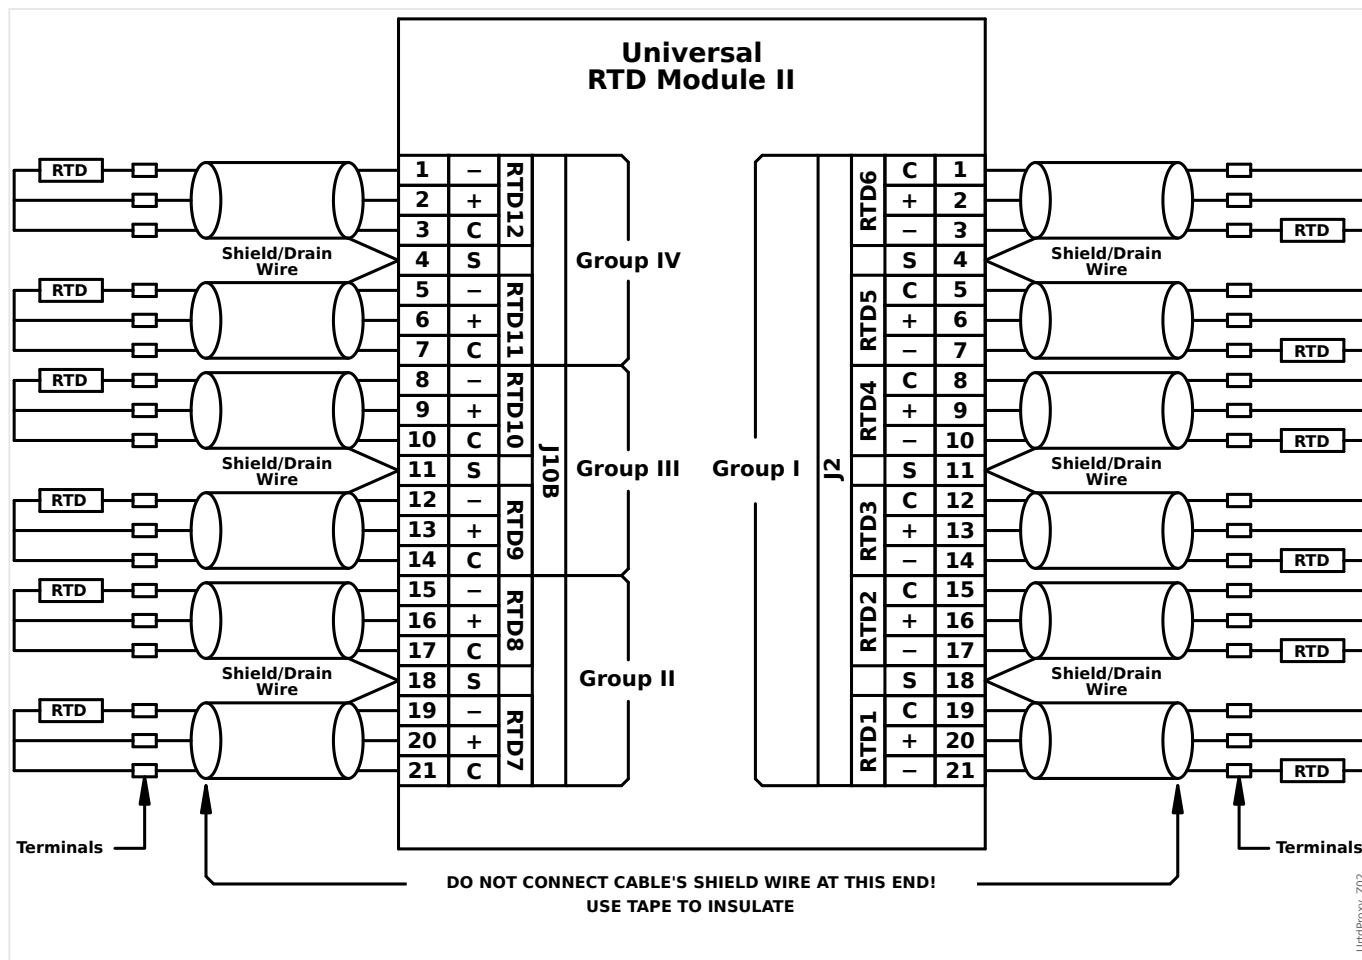 Universal
RTD Module II
RTD 1 − RTD12 RTD6 C 1
2 + + 2
3 C − 3 RTD
Shield/Drain
Wire
4 S S 4
Shield/Drain
Wire
Group IV
RTD 5 − RTD11 RTD5 C 5
6 + + 6
7 C − 7 RTD
RTD 8 − RTD10 RTD4 C 8
9 + + 9
10 C − 10 RTD
Shield/Drain
Wire
11 S J10B Group III Group I J2 S 11
Shield/Drain
Wire
RTD 12 − RTD9 RTD3 C 12
13 + + 13
14 C − 14 RTD
RTD 15 − RTD8 RTD2 C 15
16 + + 16
17 C − 17 RTD
Shield/Drain
Wire
18 S Group II S 18
Shield/Drain
Wire
RTD 19 − RTD7 RTD1 C 19
20 + + 20
21 C − 21 RTD
Terminals
Terminals
DO NOT CONNECT CABLE'S SHIELD WIRE AT THIS END!
USE TAPE TO INSULATE
UrtdProxy_Z02